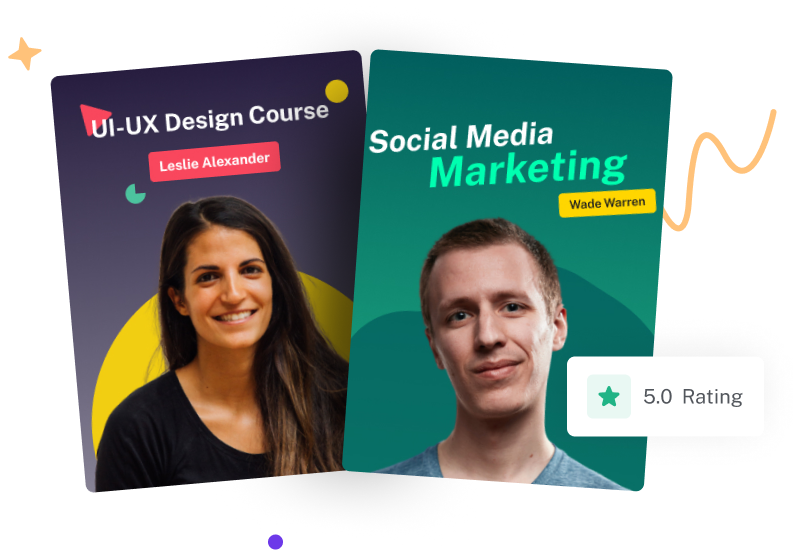 UI-UX Design Course
Leslie Alexander
Social Media
Marketing
Wade Warren
5.0 Rating